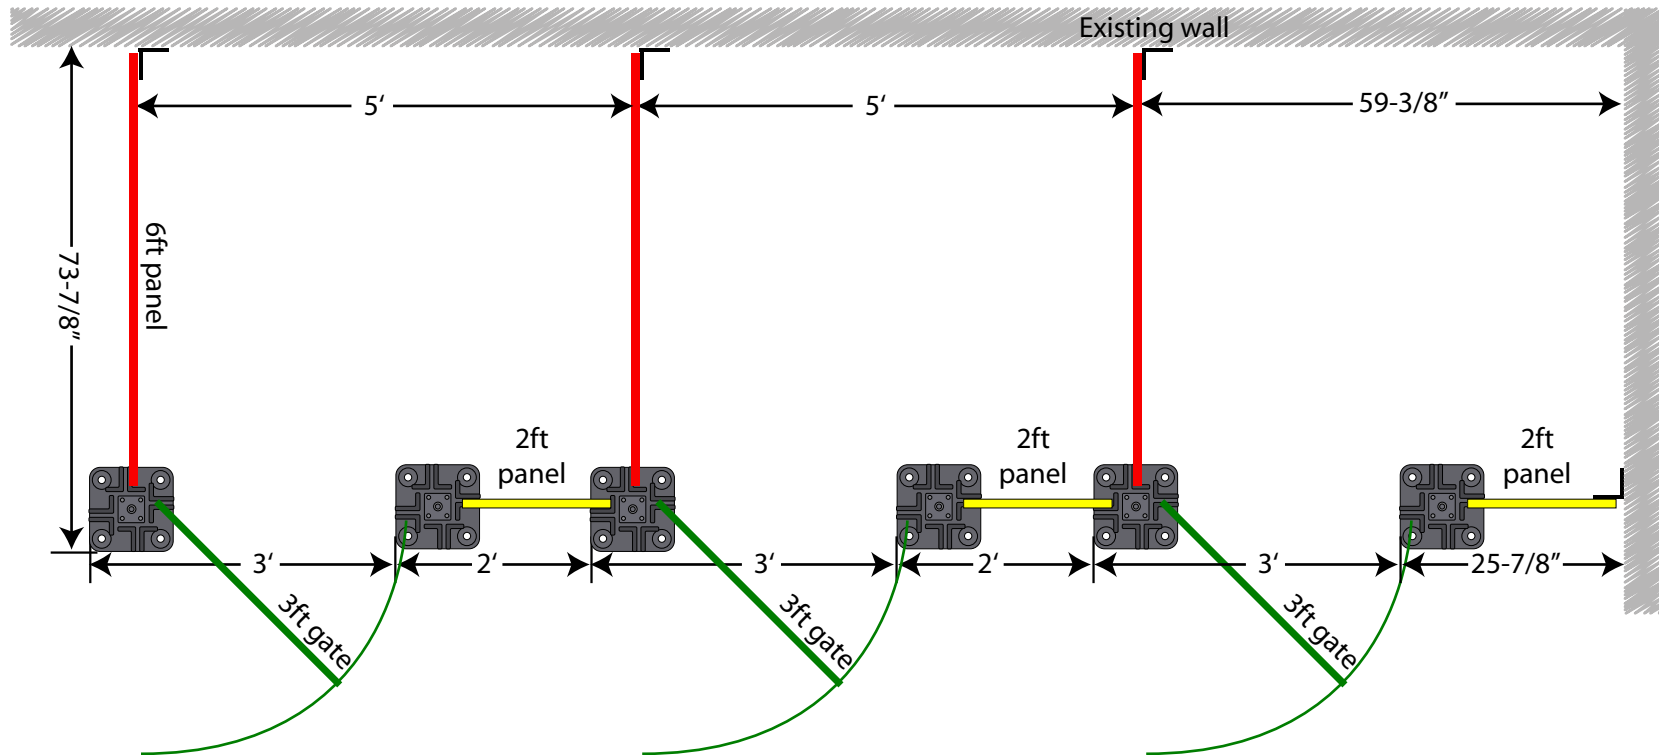 Existing wall
5‘
5‘
59-3/8”
6ft panel
73-7/8”
2ft
panel
2ft
panel
2ft
panel
3‘
2‘
3‘
2‘
3‘
25-7/8”
3ft gate
3ft gate
3ft gate